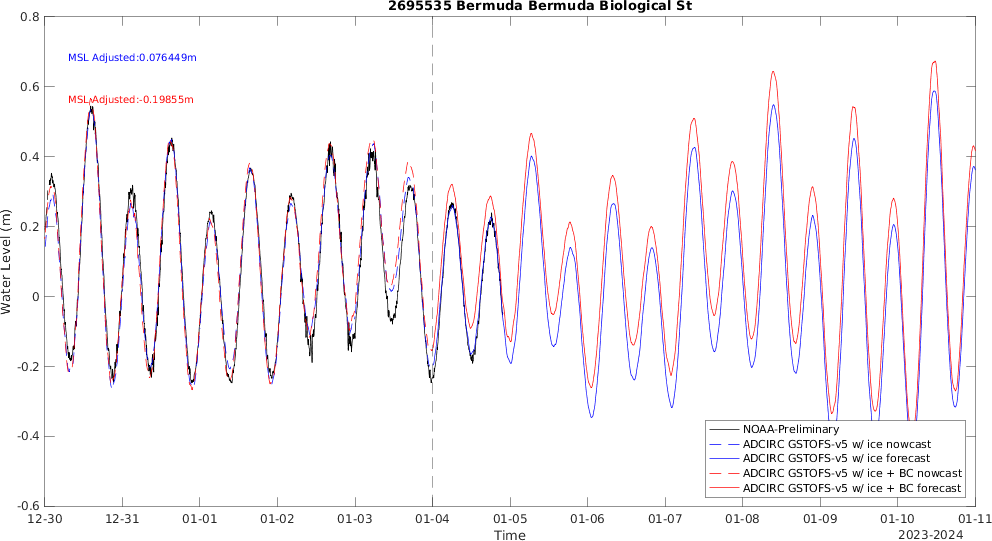 2695535 Bermuda Bermuda Biological St
MSL Adjusted:0.076449m
MSL Adjusted:-0.19855m
Water Level (m)
0.8
0.6
0.4
0.2
0
-0.2
-0.4
-0.6
NOAA-Preliminary
ADCIRC GSTOFS-v5 w/ ice nowcast
ADCIRC GSTOFS-v5 w/ ice forecast
ADCIRC GSTOFS-v5 w/ ice + BC nowcast
ADCIRC GSTOFS-v5 w/ ice + BC forecast
12-30 12-31 01-01 01-02 01-03 01-04 01-05 01-06 01-07 01-08 01-09 01-10 01-11
Time
2023-2024